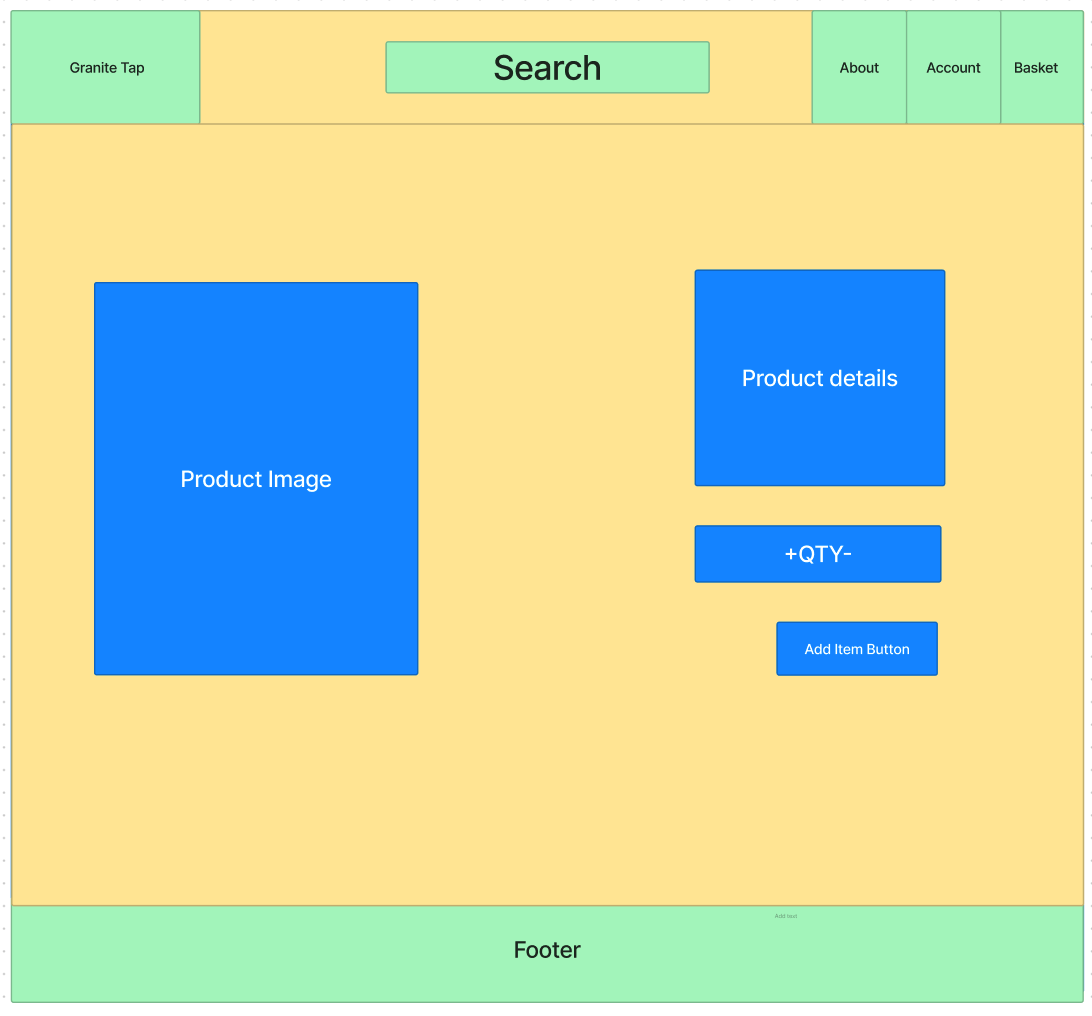 Granite Tap
Search
About
Account
Basket
Product Image
Product details
+QTY-
Add Item Button
Add text
Footer